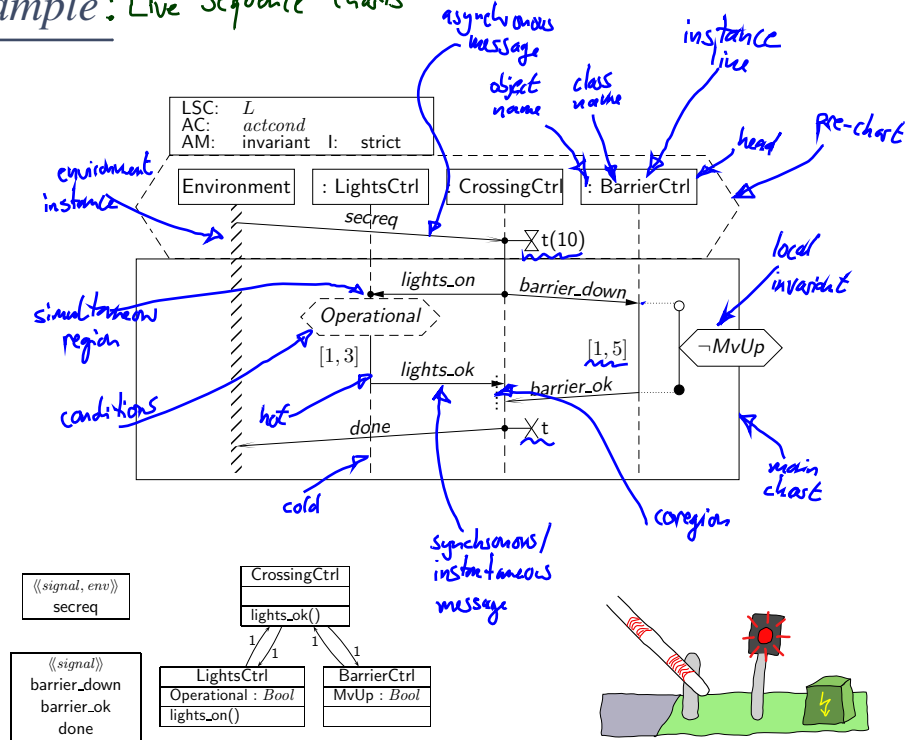 ample: Live Sequence Charts
asynchronous
message
object
name
class
name
instance
line
head
pre-chart
LSC: L
AC: actcond
AM: invariant I: strict
environment
instance
Environment
: LightsCtrl
: CrossingCtrl
: BarrierCtrl
secreq
t(10)
local
invariant
lights_on
barrier_down
simultaneous
region
Operational
¬MvUp
[1, 3]
[1, 5]
lights_ok
barrier_ok
conditions
hot
done
t
cold
main
chart
coregion
synchronous/
instantaneous
message
⟨⟨signal, env⟩⟩
secreq
⟨⟨signal⟩⟩
barrier_down
barrier_ok
done
CrossingCtrl
lights_ok()
1
1
1
1
LightsCtrl
Operational : Bool
lights_on()
BarrierCtrl
MvUp : Bool